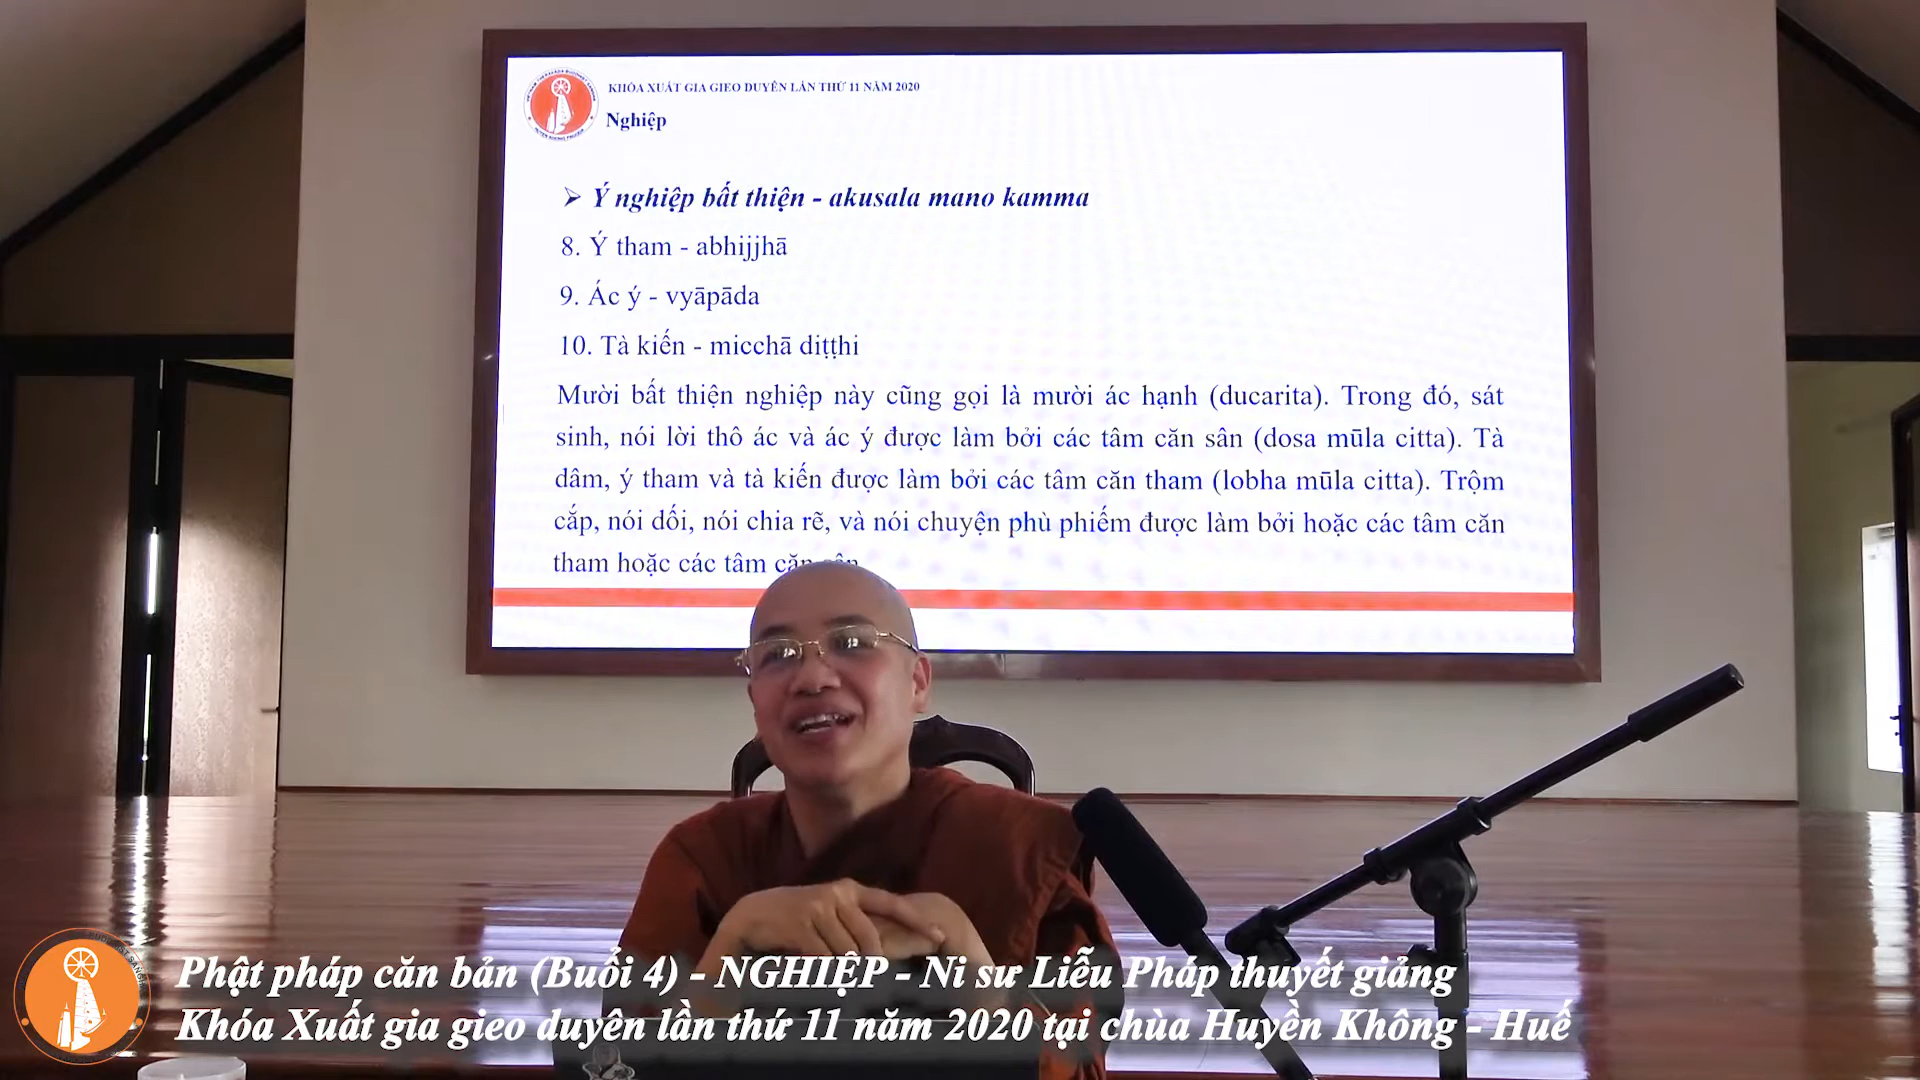 KHÓA XUẤT GIA GIEO DUYÊN LẦN THỨ 11 NĂM 2020
Nghiệp
➢ Ý nghiệp bất thiện - akusala mano kamma
8. Ý tham - abhijjhā
9. Ác ý - vyāpāda
10. Tà kiến - micchā diṭṭhi
Mười bất thiện nghiệp này cũng gọi là mười ác hạnh (ducarita). Trong đó, sát
sinh, nói lời thô ác và ác ý được làm bởi các tâm căn sân (dosa mūla citta). Tà
dâm, ý tham và tà kiến được làm bởi các tâm căn tham (lobha mūla citta). Trộm
cắp, nói dối, nói chia rẽ, và nói chuyện phù phiếm được làm bởi hoặc các tâm căn
tham hoặc các tâm căn
Phật pháp căn bản (Buổi 4) - NGHIỆP - Ni sư Liễu Pháp thuyết giảng
Khóa Xuất gia gieo duyên lần thứ 11 năm 2020 tại chùa Huyền Không - Huế